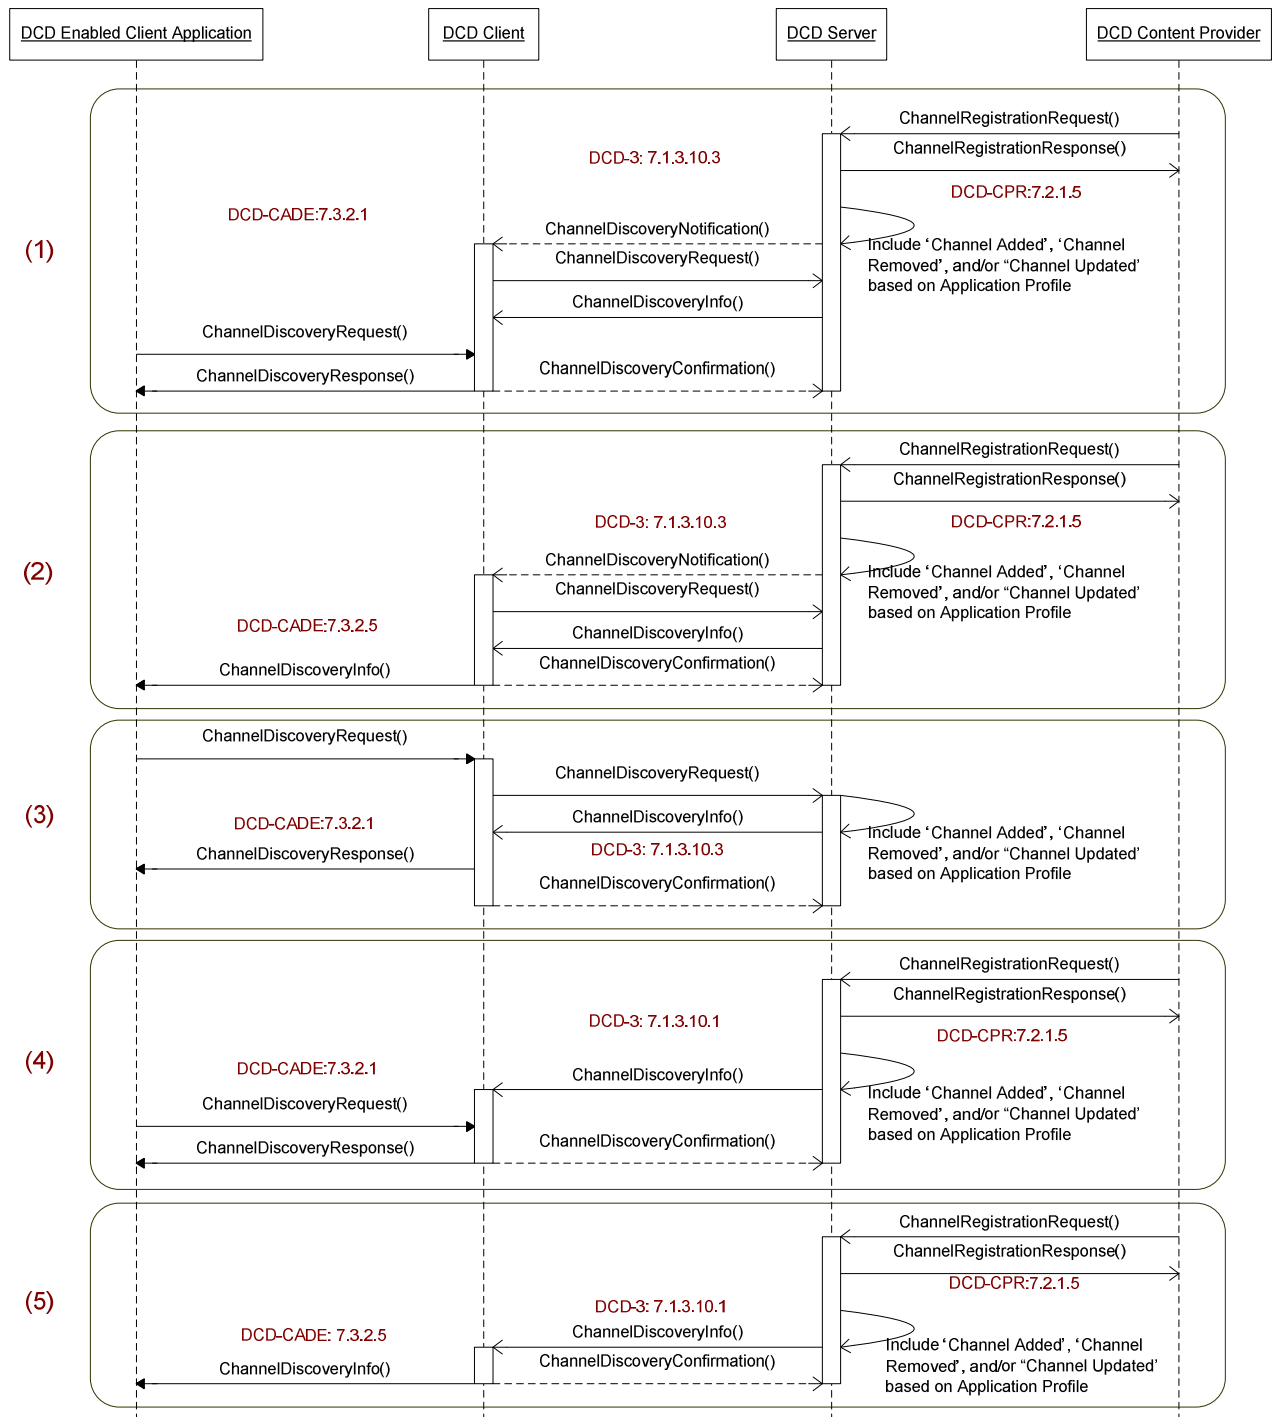 DCD Enabled Client Application
DCD Client
DCD Server
DCD Content Provider
(1)
ChannelRegistrationRequest()
ChannelRegistrationResponse()
DCD-3: 7.1.3.10.3
DCD-CPR:7.2.1.5
DCD-CADE:7.3.2.1
ChannelDiscoveryNotification()
Include ‘Channel Added’, ‘Channel
Removed’, and/or “Channel Updated’
based on Application Profile
ChannelDiscoveryRequest()
ChannelDiscoveryInfo()
ChannelDiscoveryRequest()
ChannelDiscoveryResponse()
ChannelDiscoveryConfirmation()
(2)
ChannelRegistrationRequest()
ChannelRegistrationResponse()
DCD-3: 7.1.3.10.3
DCD-CPR:7.2.1.5
ChannelDiscoveryNotification()
Include ‘Channel Added’, ‘Channel
Removed’, and/or “Channel Updated’
based on Application Profile
ChannelDiscoveryRequest()
DCD-CADE:7.3.2.5
ChannelDiscoveryInfo()
ChannelDiscoveryConfirmation()
ChannelDiscoveryInfo()
(3)
ChannelDiscoveryRequest()
ChannelDiscoveryRequest()
ChannelDiscoveryInfo()
DCD-CADE:7.3.2.1
Include ‘Channel Added’, ‘Channel
Removed’, and/or “Channel Updated’
based on Application Profile
DCD-3: 7.1.3.10.3
ChannelDiscoveryResponse()
ChannelDiscoveryConfirmation()
(4)
ChannelRegistrationRequest()
ChannelRegistrationResponse()
DCD-3: 7.1.3.10.1
DCD-CPR:7.2.1.5
DCD-CADE:7.3.2.1
ChannelDiscoveryInfo()
Include ‘Channel Added’, ‘Channel
Removed’, and/or “Channel Updated’
based on Application Profile
ChannelDiscoveryRequest()
ChannelDiscoveryResponse()
ChannelDiscoveryConfirmation()
(5)
ChannelRegistrationRequest()
ChannelRegistrationResponse()
DCD-CPR:7.2.1.5
DCD-3: 7.1.3.10.1
DCD-CADE: 7.3.2.5
ChannelDiscoveryInfo()
Include ‘Channel Added’, ‘Channel
Removed’, and/or “Channel Updated’
based on Application Profile
ChannelDiscoveryConfirmation()
ChannelDiscoveryInfo()